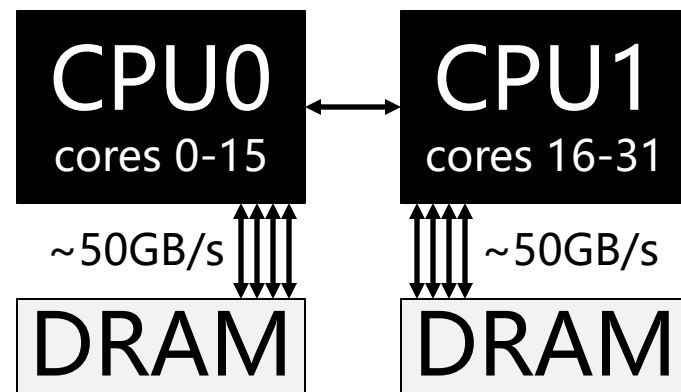 CPU0
cores 0-15
CPU1
cores 16-31
~50GB/s
~50GB/s
DRAM
DRAM